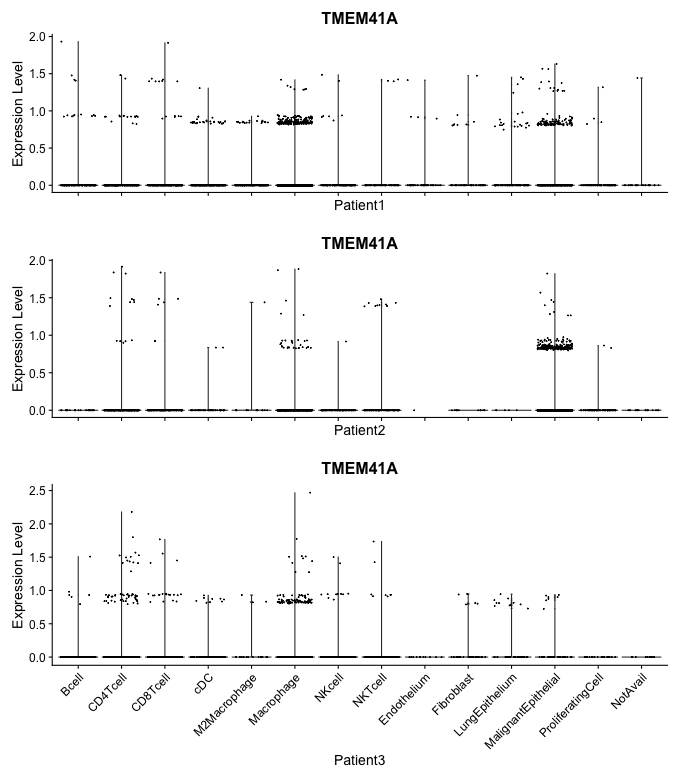 TMEM41A
Expression Level
2.0
1.5
1.0
0.5
0.0
Patient1
TMEM41A
Expression Level
2.0
1.5
1.0
0.5
0.0
Patient2
TMEM41A
Expression Level
2.5
2.0
1.5
1.0
0.5
0.0
Bcell
CD4Tcell
CD8Tcell
cDC
M2Macrophage
Macrophage
NKcell
NKTcell
Endothelium
Fibroblast
LungEpithelium
MalignantEpithelial
ProliferatingCell
NotAvail
Patient3